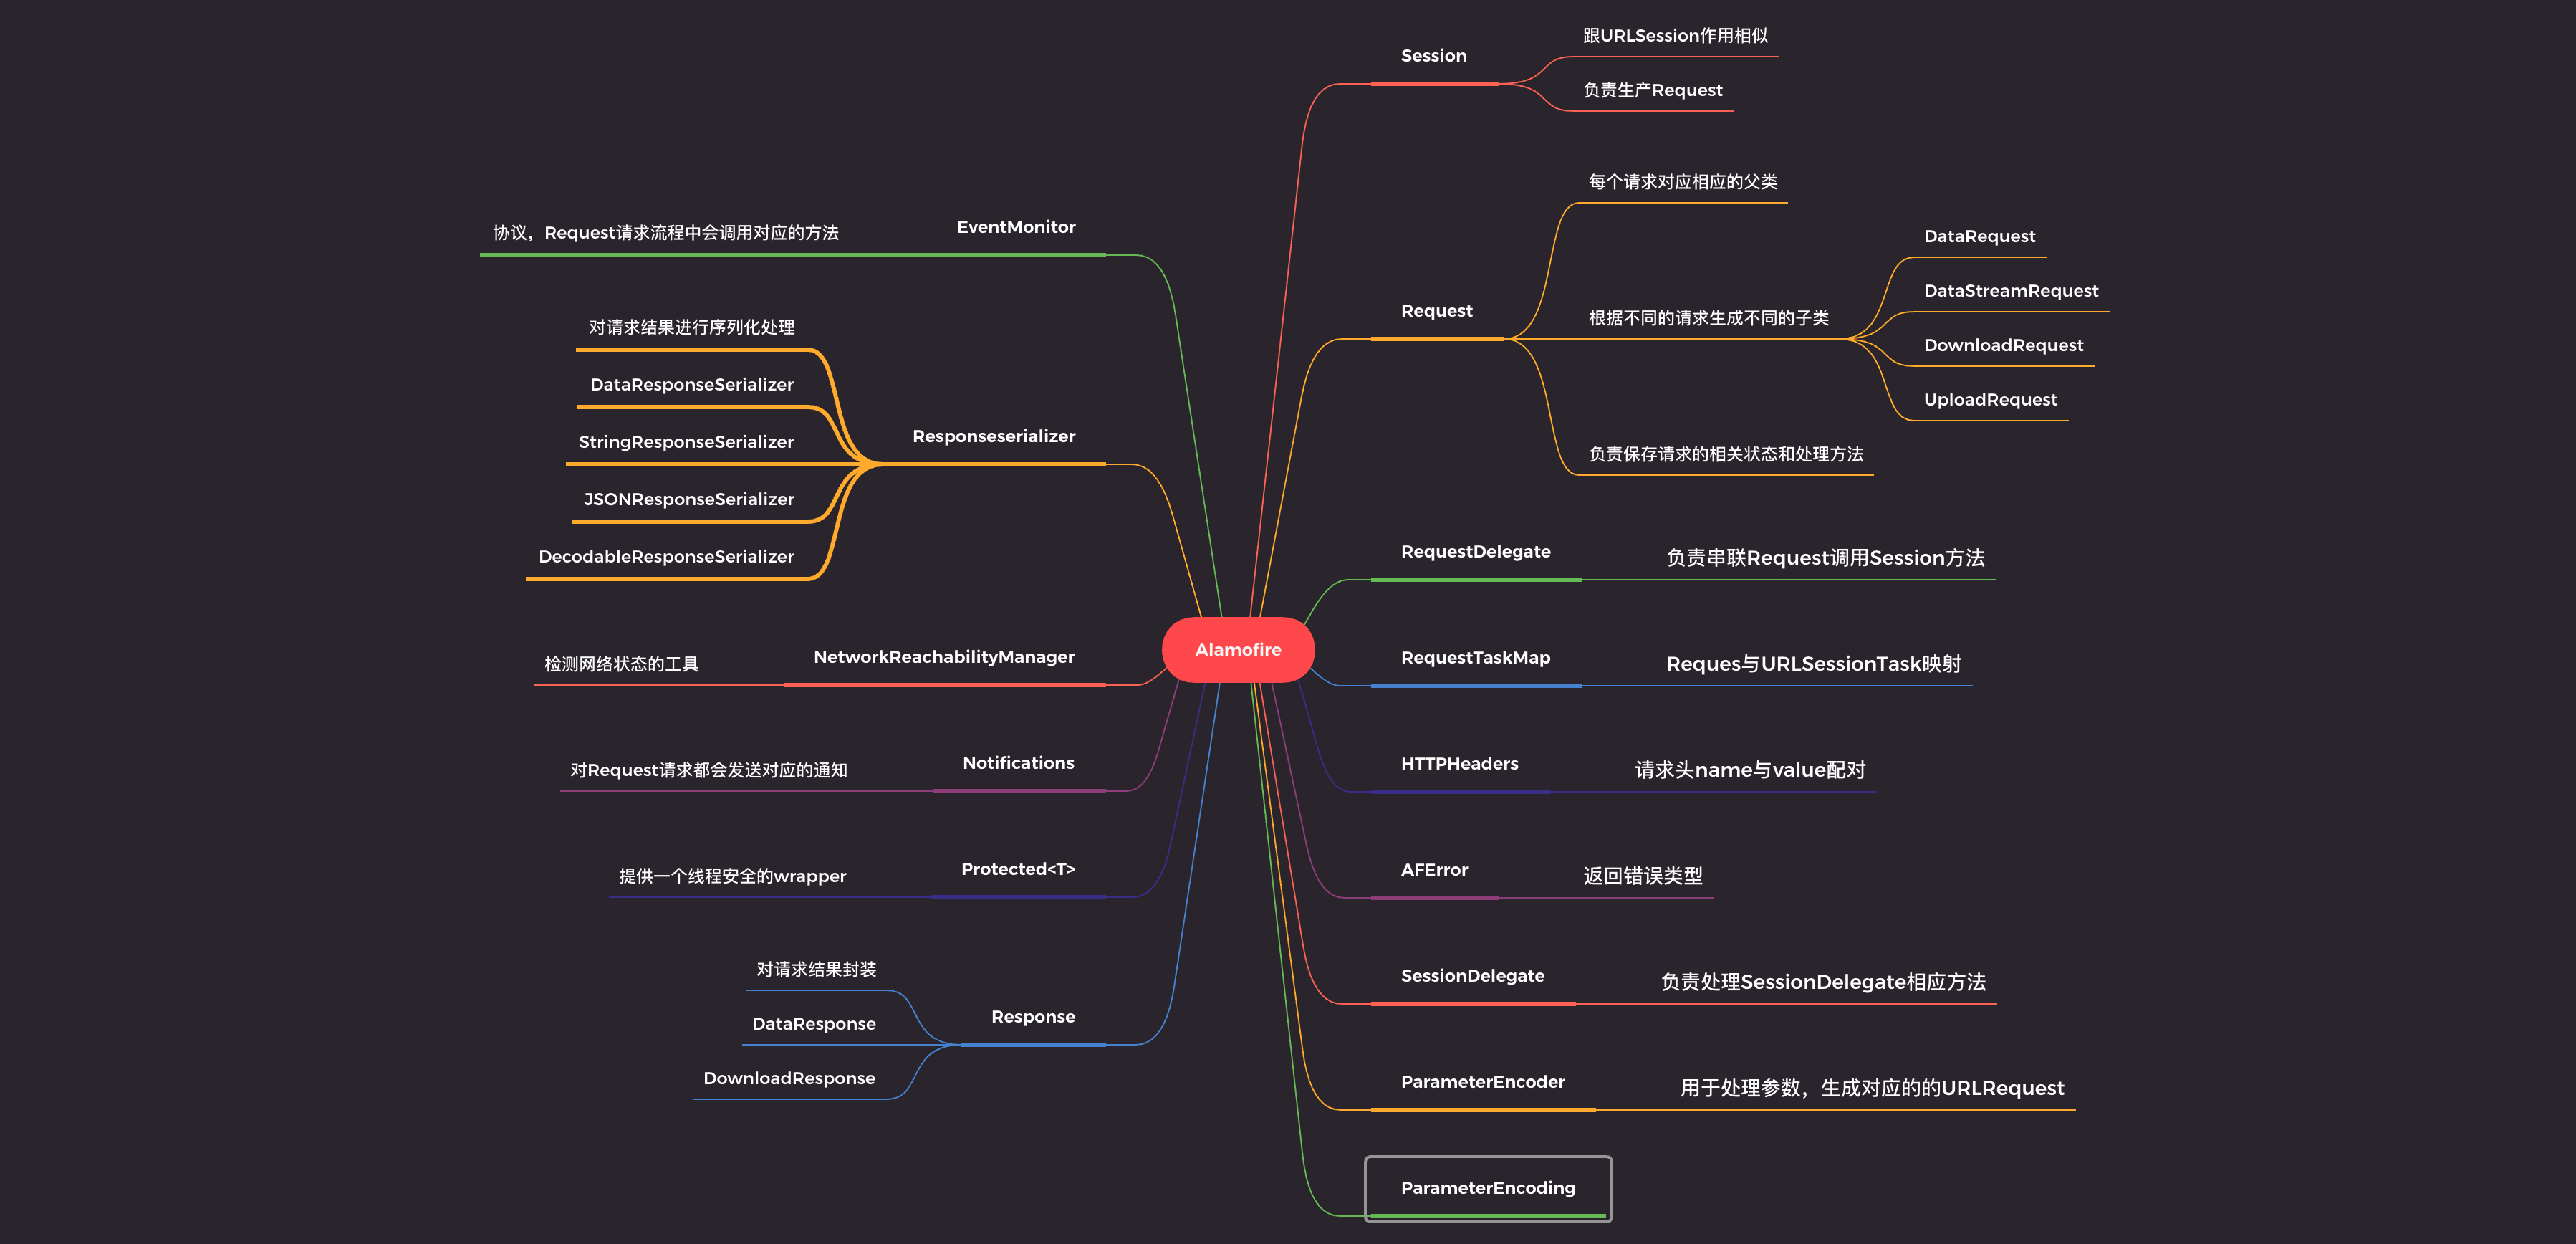 Alamofire
Session
跟URLSession作用相似
负责生产Request
Request
每个请求对应相应的父类
根据不同的请求生成不同的子类
DataRequest
DataStreamRequest
DownloadRequest
UploadRequest
负责保存请求的相关状态和处理方法
RequestDelegate
负责串联Request调用Session方法
RequestTaskMap
Reques与URLSessionTask映射
HTTPHeaders
请求头name与value配对
AFError
返回错误类型
SessionDelegate
负责处理SessionDelegate相应方法
ParameterEncoder
用于处理参数，生成对应的的URLRequest
ParameterEncoding
EventMonitor
协议，Request请求流程中会调用对应的方法
Responseserializer
对请求结果进行序列化处理
DataResponseSerializer
StringResponseSerializer
JSONResponseSerializer
DecodableResponseSerializer
NetworkReachabilityManager
检测网络状态的工具
Notifications
对Request请求都会发送对应的通知
Protected<T>
提供一个线程安全的wrapper
Response
对请求结果封装
DataResponse
DownloadResponse